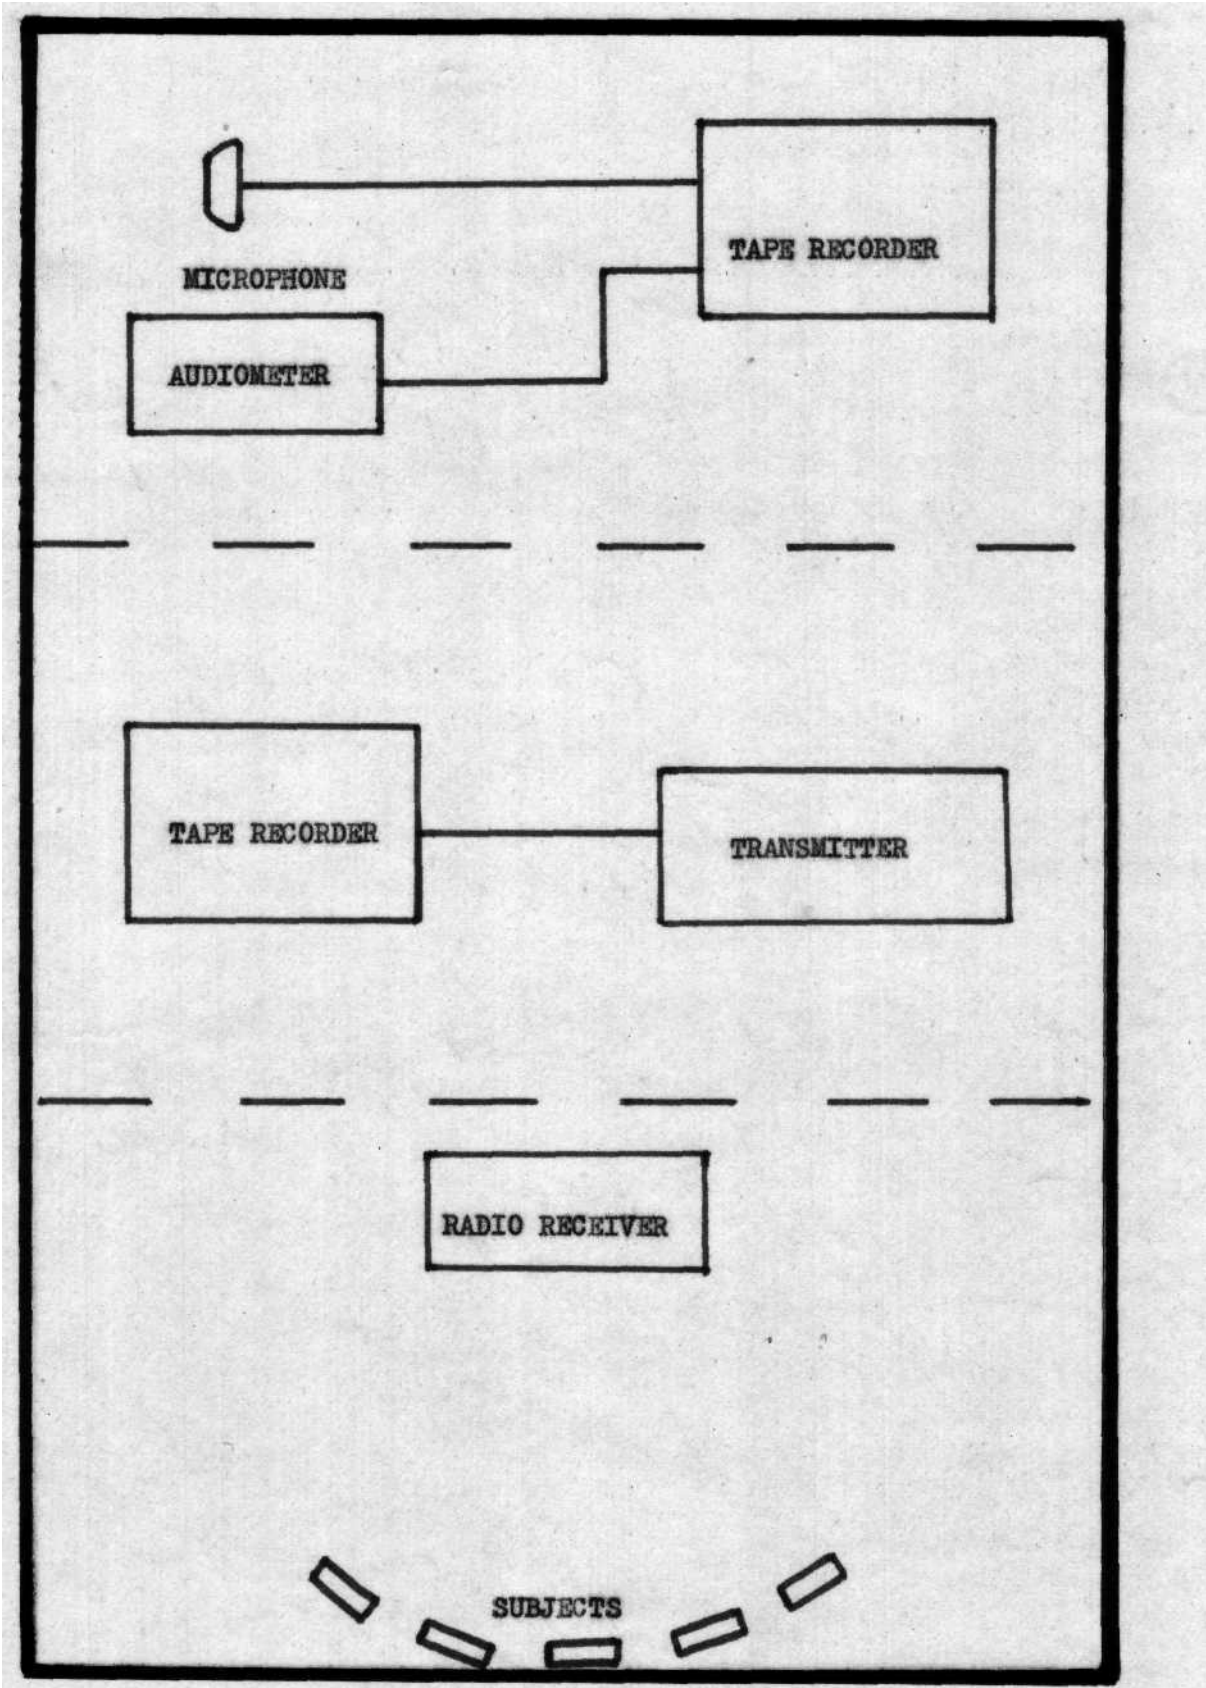 TAPE RECORDER
MICROPHONE
AUDIOMETER
TAPE RECORDER
TRANSMITTER
RADIO RECEIVER
SUBJECTS